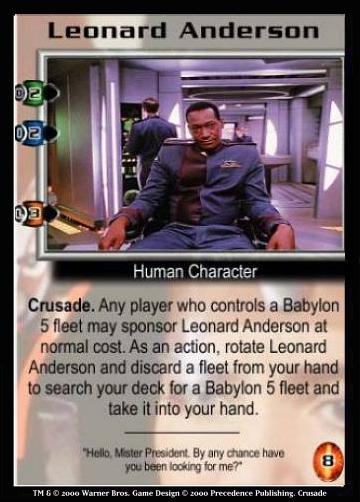 Leonard Anderson
2
2
3
Human Character
Crusade. Any player who controls a Babylon
5 fleet may sponsor Leonard Anderson at
normal cost. As an action, rotate Leonard
Anderson and discard a fleet from your hand
to search your deck for a Babylon 5 fleet and
take it into your hand.
"Hello, Mister President. By any chance have
you been looking for me?"
8
TM & © 2000 Warner Bros. Game Design © 2000 Precedence Publishing. Crusade